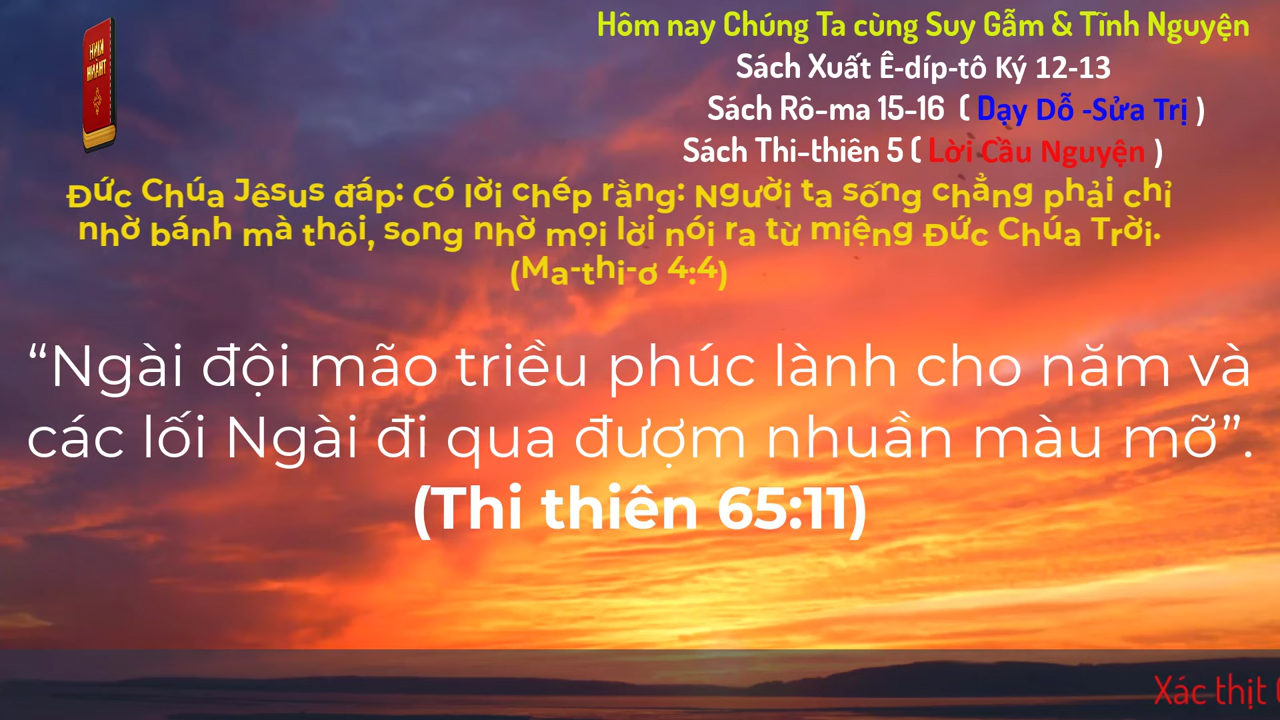 Hôm nay Chúng Ta cùng Suy Gẫm & Tĩnh Nguyện
Sách Xuất Ê-díp-tô Ký 12-13
Sách Rô-ma 15-16 ( Dạy Dỗ -Sửa Trị )
Sách Thi-thiên 5 ( Lời Cầu Nguyện )
KINH
THÁNH
Đức Chúa Jêsus đáp: Có lời chép rằng: Người ta sống chẳng phải chỉ
nhờ bánh mà thôi, song nhờ mọi lời nói ra từ miệng Đức Chúa Trời.
(Ma-thi-ơ 4:4)
“Ngài đội mão triều phúc lành cho năm và
các lối Ngài đi qua đượm nhuần màu mỡ”.
(Thi thiên 65:11)
Xác thịt